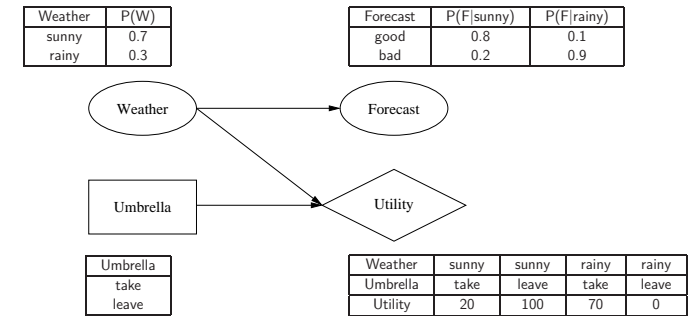 Weather P(W)
sunny 0.7
rainy 0.3
Forecast P(F|sunny) P(F|rainy)
good 0.8 0.1
bad 0.2 0.9
Weather
Forecast
Umbrella
Utility
Umbrella
take
leave
Weather sunny sunny rainy rainy
Umbrella take leave take leave
Utility 20 100 70 0